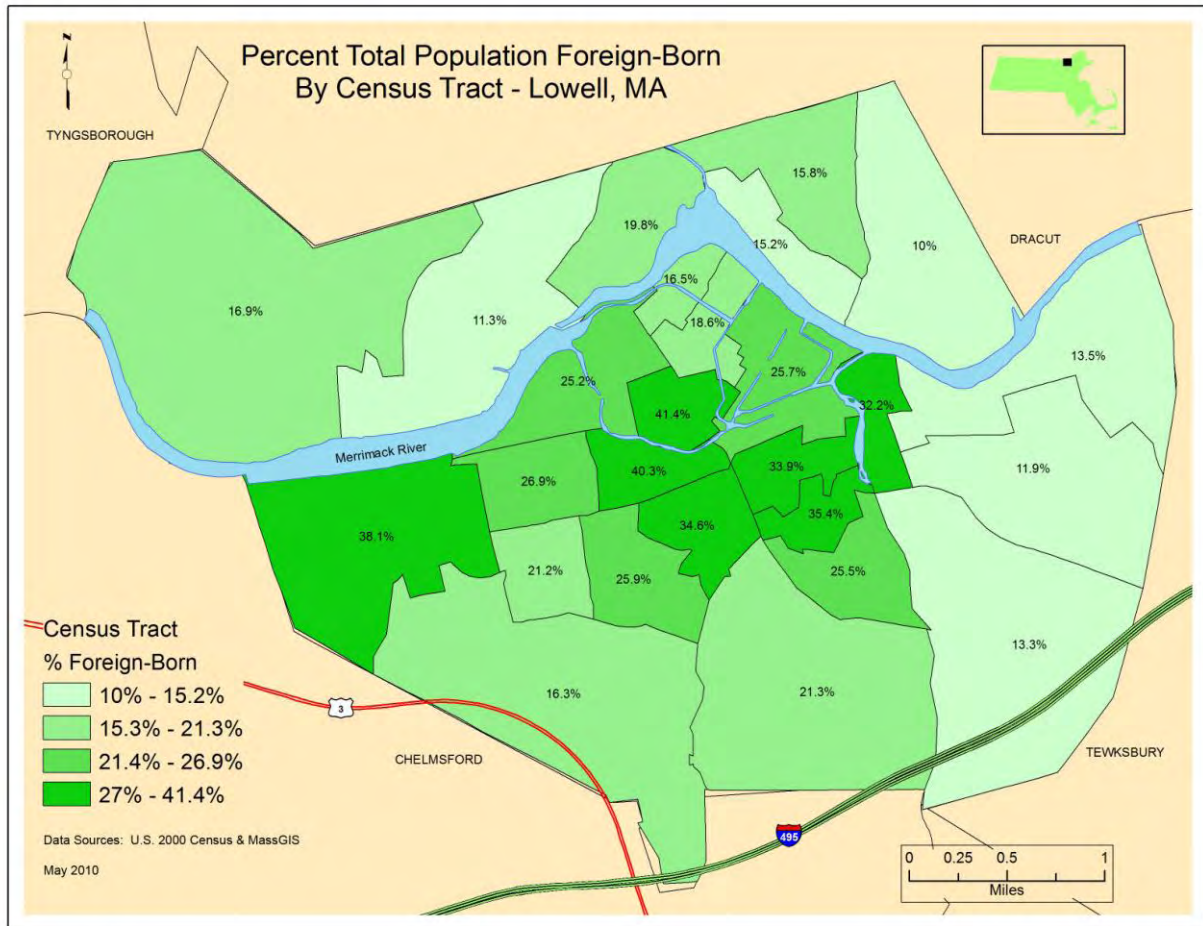 Percent Total Population Foreign-Born
By Census Tract - Lowell, MA
TYNGSBOROUGH
15.8%
19.8%
15.2%
10%
DRACUT
16.5%
16.9%
11.3%
18.6%
13.5%
25.2%
25.7%
41.4%
32.2%
Merrimack River
40.3%
33.9%
11.9%
26.9%
38.1%
34.6%
35.4%
21.2%
25.9%
25.5%
Census Tract
% Foreign-Born
10% - 15.2%
15.3% - 21.3%
21.4% - 26.9%
27% - 41.4%
13.3%
16.3%
21.3%
3
CHELMSFORD
TEWKSBURY
495
Data Sources: U.S. 2000 Census & MassGIS
May 2010
0 0.25 0.5 1
Miles